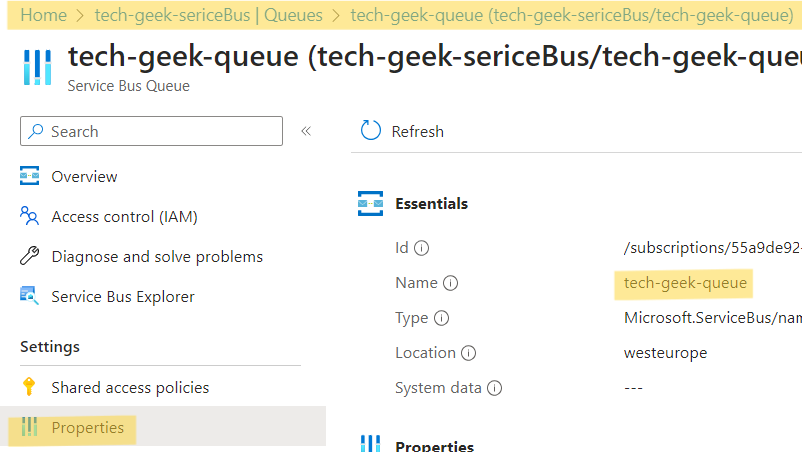 Home > tech-geek-sericeBus | Queues > tech-geek-queue (tech-geek-sericeBus/tech-geek-queue)
tech-geek-queue (tech-geek-sericeBus/tech-geek-que
Service Bus Queue
Search
«
Refresh
Overview
Access control (IAM)
Diagnose and solve problems
Service Bus Explorer
Settings
Shared access policies
Properties
Essentials
Id /subscriptions/55a9de92-
Name tech-geek-queue
Type Microsoft.ServiceBus/nam
Location westeurope
System data ---
Properties